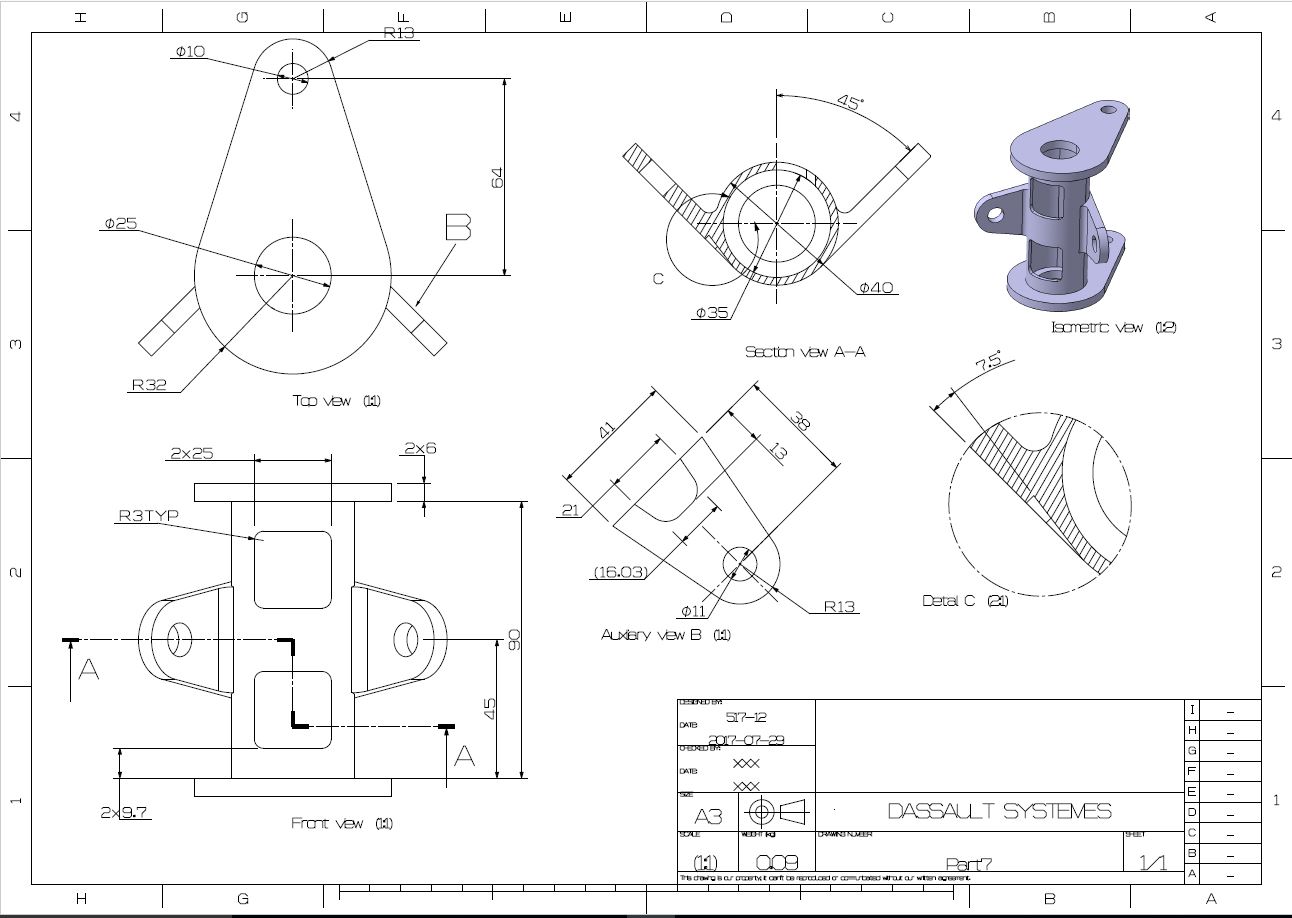 H G F E D C B A
R13
ϕ10
45°
4 4
64
ϕ25
B
C
ϕ40
ϕ35
R32
Isometric view (1:2)
3 3
Section view A-A
7.5°
Top view (1:1)
41
38
13
2x25
2x6
21
R3TYP
(16.03)
2 2
ϕ11
R13
Detail C (2:1)
Auxiliary view B (1:1)
90
A
45
A
DESIGNED BY:
517-12
DATE:
2017-07-29
CHECKED BY:
XXX
DATE:
XXX
I -
H -
G -
F -
E -
D -
C -
B -
A -
1 1
2x9.7
Front view (1:1)
SIZE
A3
DASSAULT SYSTEMES
SCALE WEIGHT (kg) DRAWING NUMBER SHEET
(1:1) 0.09 Part7 1/1
This drawing is our property; it can't be reproduced or communicated without our written agreement.
H G B A